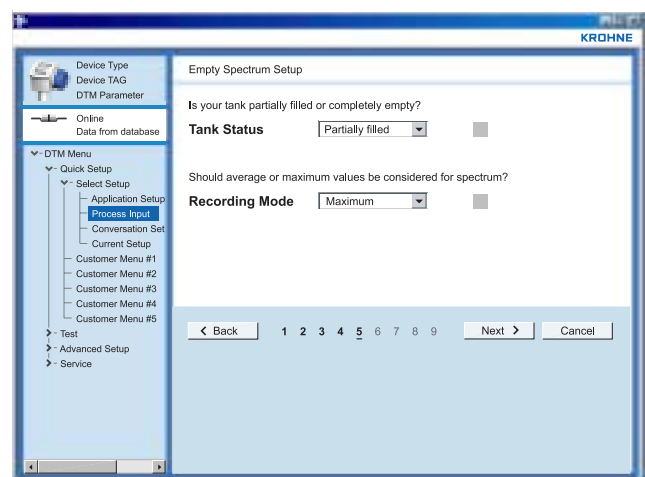 KROHNE
Device Type
Device TAG
DTM Parameter
Online
Data from database
DTM Menu
Quick Setup
Select Setup
Application Setup
Process Input
Conversation Set
Current Setup
Customer Menu #1
Customer Menu #2
Customer Menu #3
Customer Menu #4
Customer Menu #5
Test
Advanced Setup
Service
Empty Spectrum Setup
Is your tank partially filled or completely empty?
Tank Status Partially filled
Should average or maximum values be considered for spectrum?
Recording Mode Maximum
Back 1 2 3 4 5 6 7 8 9 Next Cancel